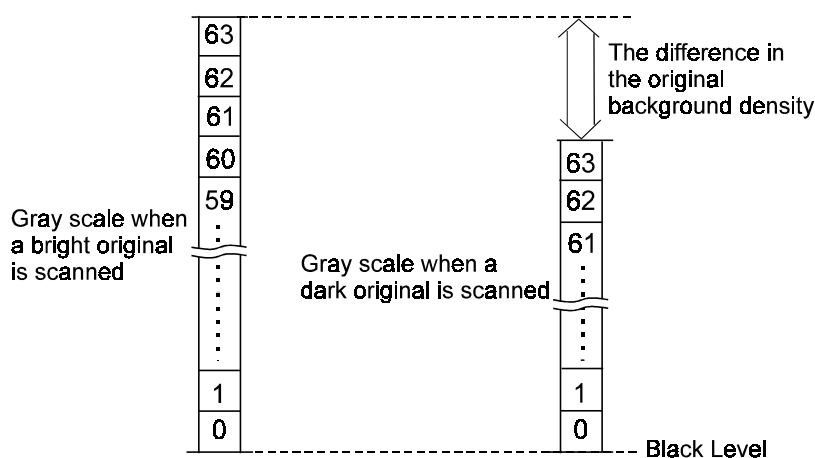 63
62
61
60
59
1
0
Gray scale when
a bright original
is scanned
Gray scale when a
dark original is scanned
63
62
61
1
0
The difference in
the original
background density
Black Level